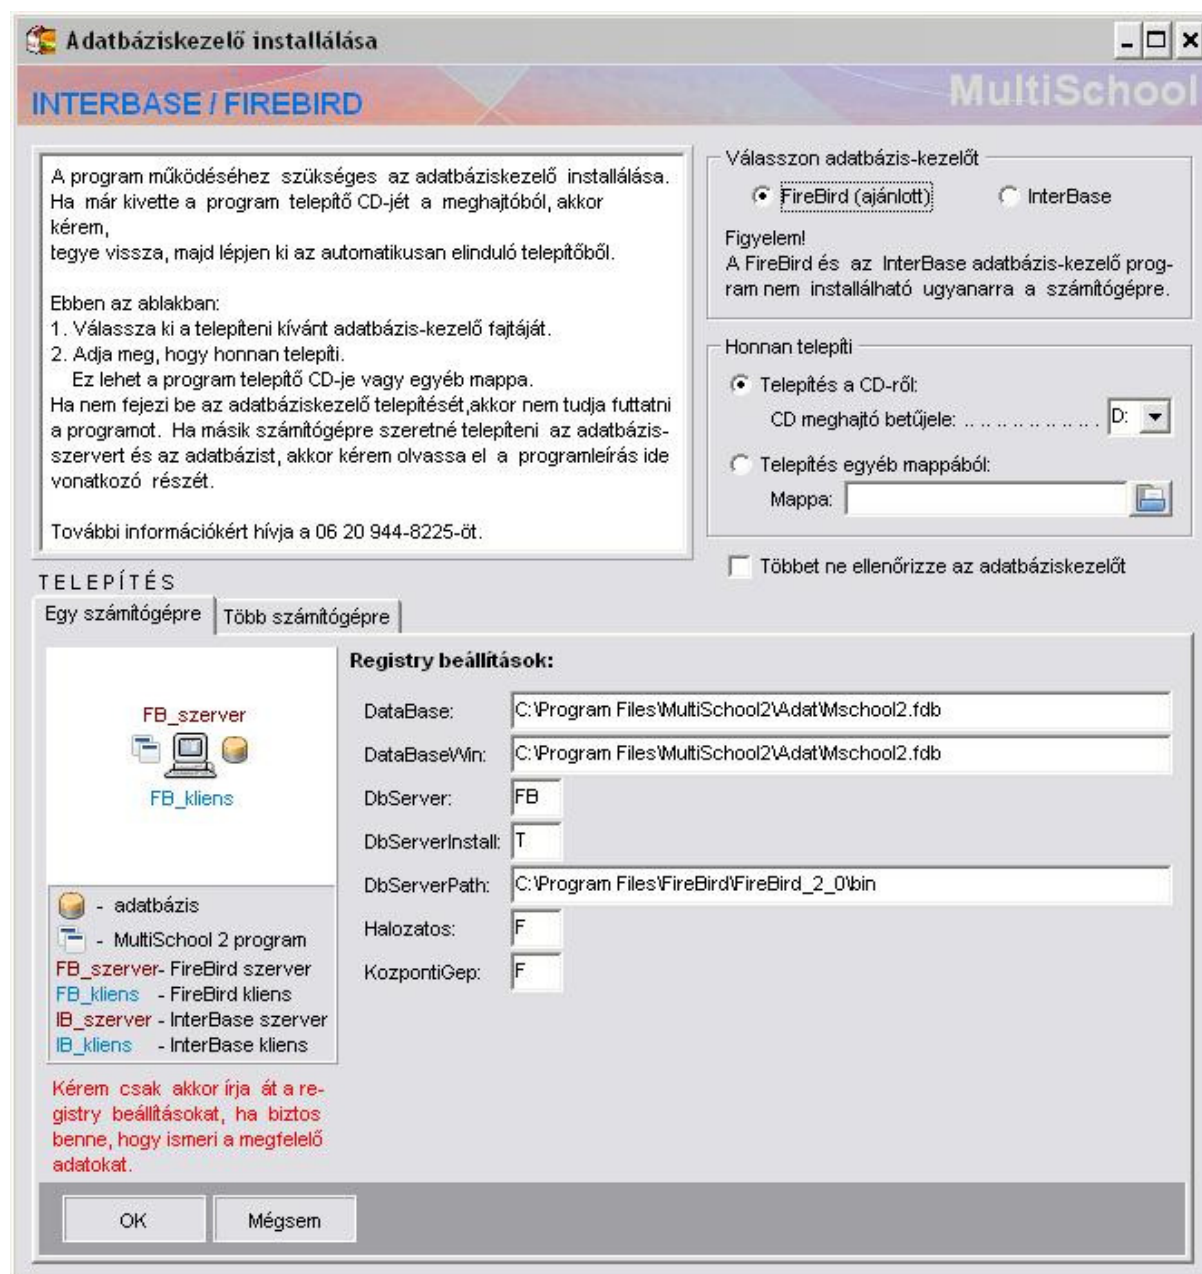 Adatbáziskezelő installálása
INTERBASE / FIREBIRD
MultiSchool
A program működéséhez szükséges az adatbáziskezelő installálása.
Ha már kivette a program telepítő CD-jét a meghajtóból, akkor
kérem,
tegye vissza, majd lépjen ki az automatikusan elinduló telepítőből.
Ebben az ablakban:
1. Válassza ki a telepíteni kívánt adatbázis-kezelő fajtáját.
2. Adja meg, hogy honnan telepíti.
Ez lehet a program telepítő CD-je vagy egyéb mappa.
Ha nem fejezi be az adatbáziskezelő telepítését,akkor nem tudja futtatni
a programot. Ha másik számítógépre szeretné telepíteni az adatbázis-
szervert és az adatbázist, akkor kérem olvassa el a programleírás ide
vonatkozó részét.
További információkért hívja a 06 20 944-8225-öt.
Válasszon adatbázis-kezelőt
FireBird (ajánlott)
InterBase
Figyelem!
A FireBird és az InterBase adatbázis-kezelő prog-
ram nem installálható ugyanarra a számítógépre.
Honnan telepíti
Telepítés a CD-ről:
CD meghajtó betűjele: .. .. .. .. .. .. .. .. . D:
Telepítés egyéb mappából:
Mappa:
Többet ne ellenőrizze az adatbáziskezelőt
TELEPÍTÉS
Egy számítógépre
Több számítógépre
FB_szerver
FB_kliens
- adatbázis
- MultiSchool 2 program
FB_szerver- FireBird szerver
FB_kliens - FireBird kliens
IB_szerver - InterBase szerver
IB_kliens - InterBase kliens
Kérem csak akkor írja át a re-
gistry beállításokat, ha biztos
benne, hogy ismeri a megfelelő
adatokat.
Registry beállítások:
DataBase: C:\Program Files\MultiSchool2\Adat\Mschool2.fdb
DataBaseWin: C:\Program Files\MultiSchool2\Adat\Mschool2.fdb
DbServer: FB
DbServerInstall: T
DbServerPath: C:\Program Files\FireBird\FireBird_2_0\bin
Halozatos: F
KozpontiGep: F
OK
Mégsem